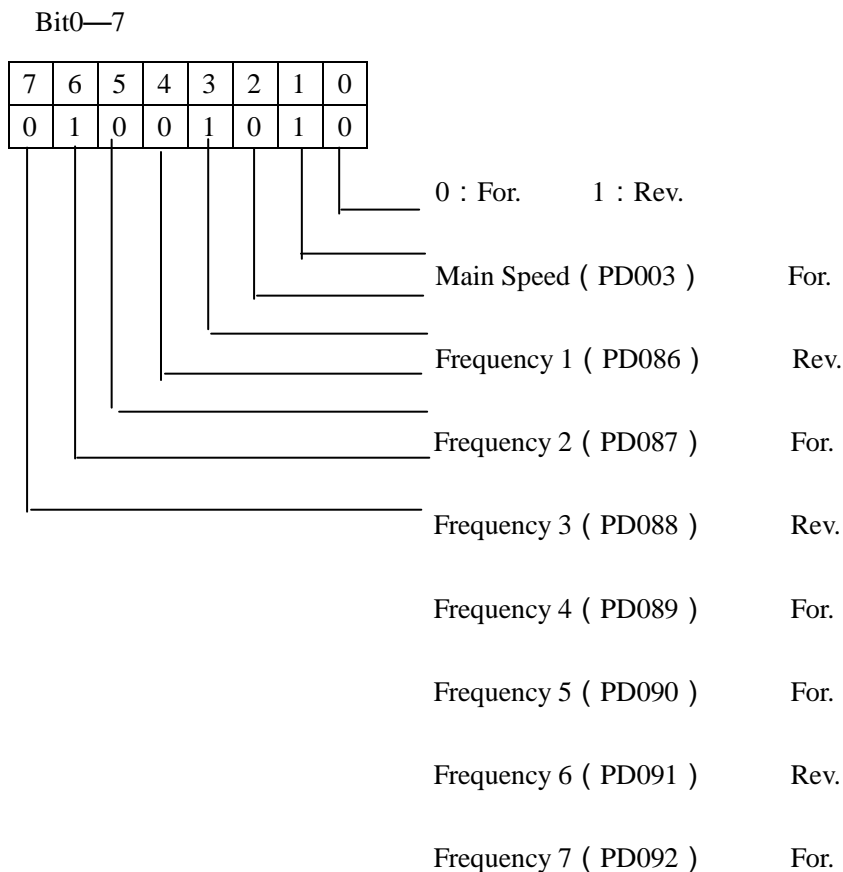 Bit0—7
7 6 5 4 3 2 1 0
0 1 0 0 1 0 1 0
0：For. 1：Rev.
Main Speed（PD003） For.
Frequency 1（PD086） Rev.
Frequency 2（PD087） For.
Frequency 3（PD088） Rev.
Frequency 4（PD089） For.
Frequency 5（PD090） For.
Frequency 6（PD091） Rev.
Frequency 7（PD092） For.